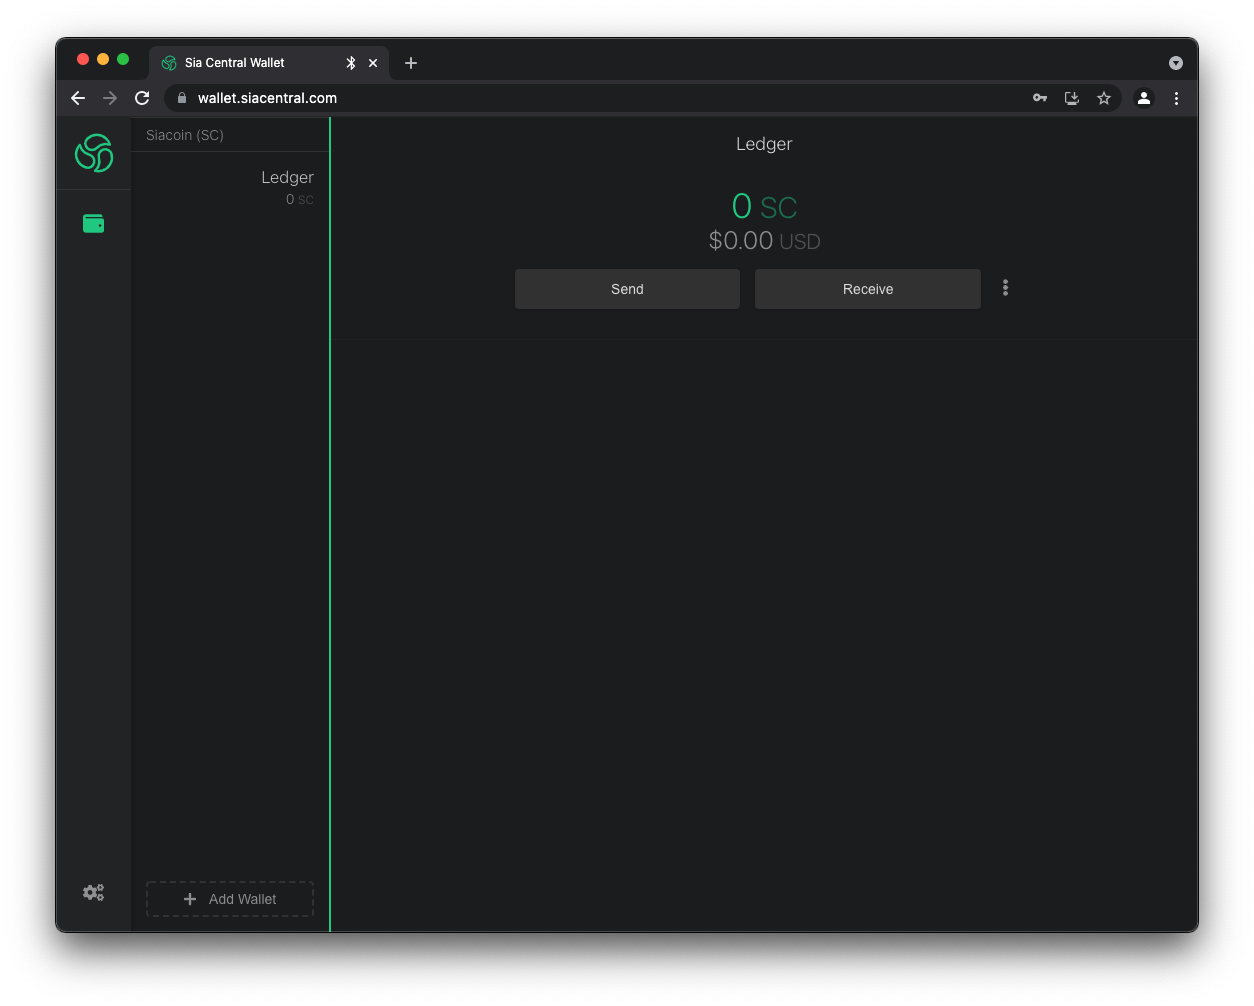 Sia Central Wallet
wallet.siacentral.com
Siacoin (SC)
Ledger
0 SC
Add Wallet
Ledger
0 SC
$0.00 USD
Send
Receive